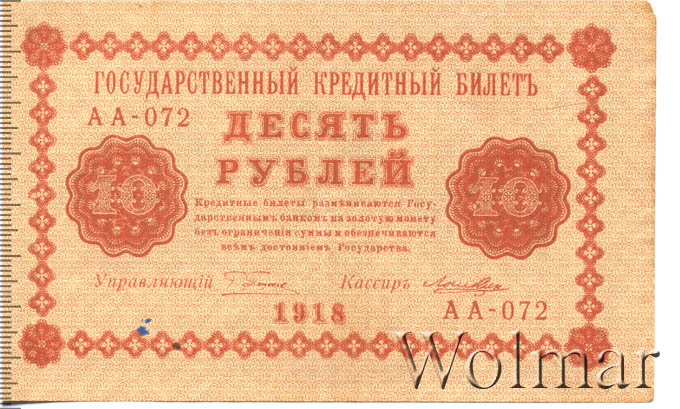 ГОСУДАРСТВЕННЫЙ КРЕДИТНЫЙ БИЛЕТЪ
АА-072
ДЕСЯТЬ
РУБЛЕЙ
10
10
Кредитные билеты размѣниваются Госу-
дарственнымъ банкомъ на золотую монету
безъ ограниченія суммы и обезпечиваются
всѣмъ достояніемъ Государства.
Управляющій
Кассиръ
1918
АА-072
Wolmar